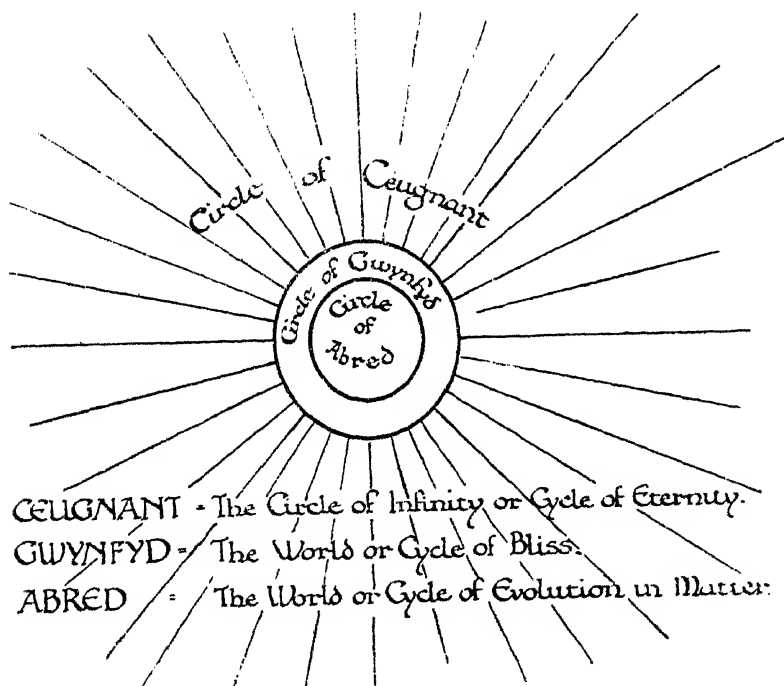 Circle of Ceugnant
Circle of Gwynfyd
Circle
of
Abred
CEUGNANT - The Circle of Infinity or Cycle of Eternity.
GWYNFYD = The World or Cycle of Bliss.
ABRED = The World or Cycle of Evolution in Matter.